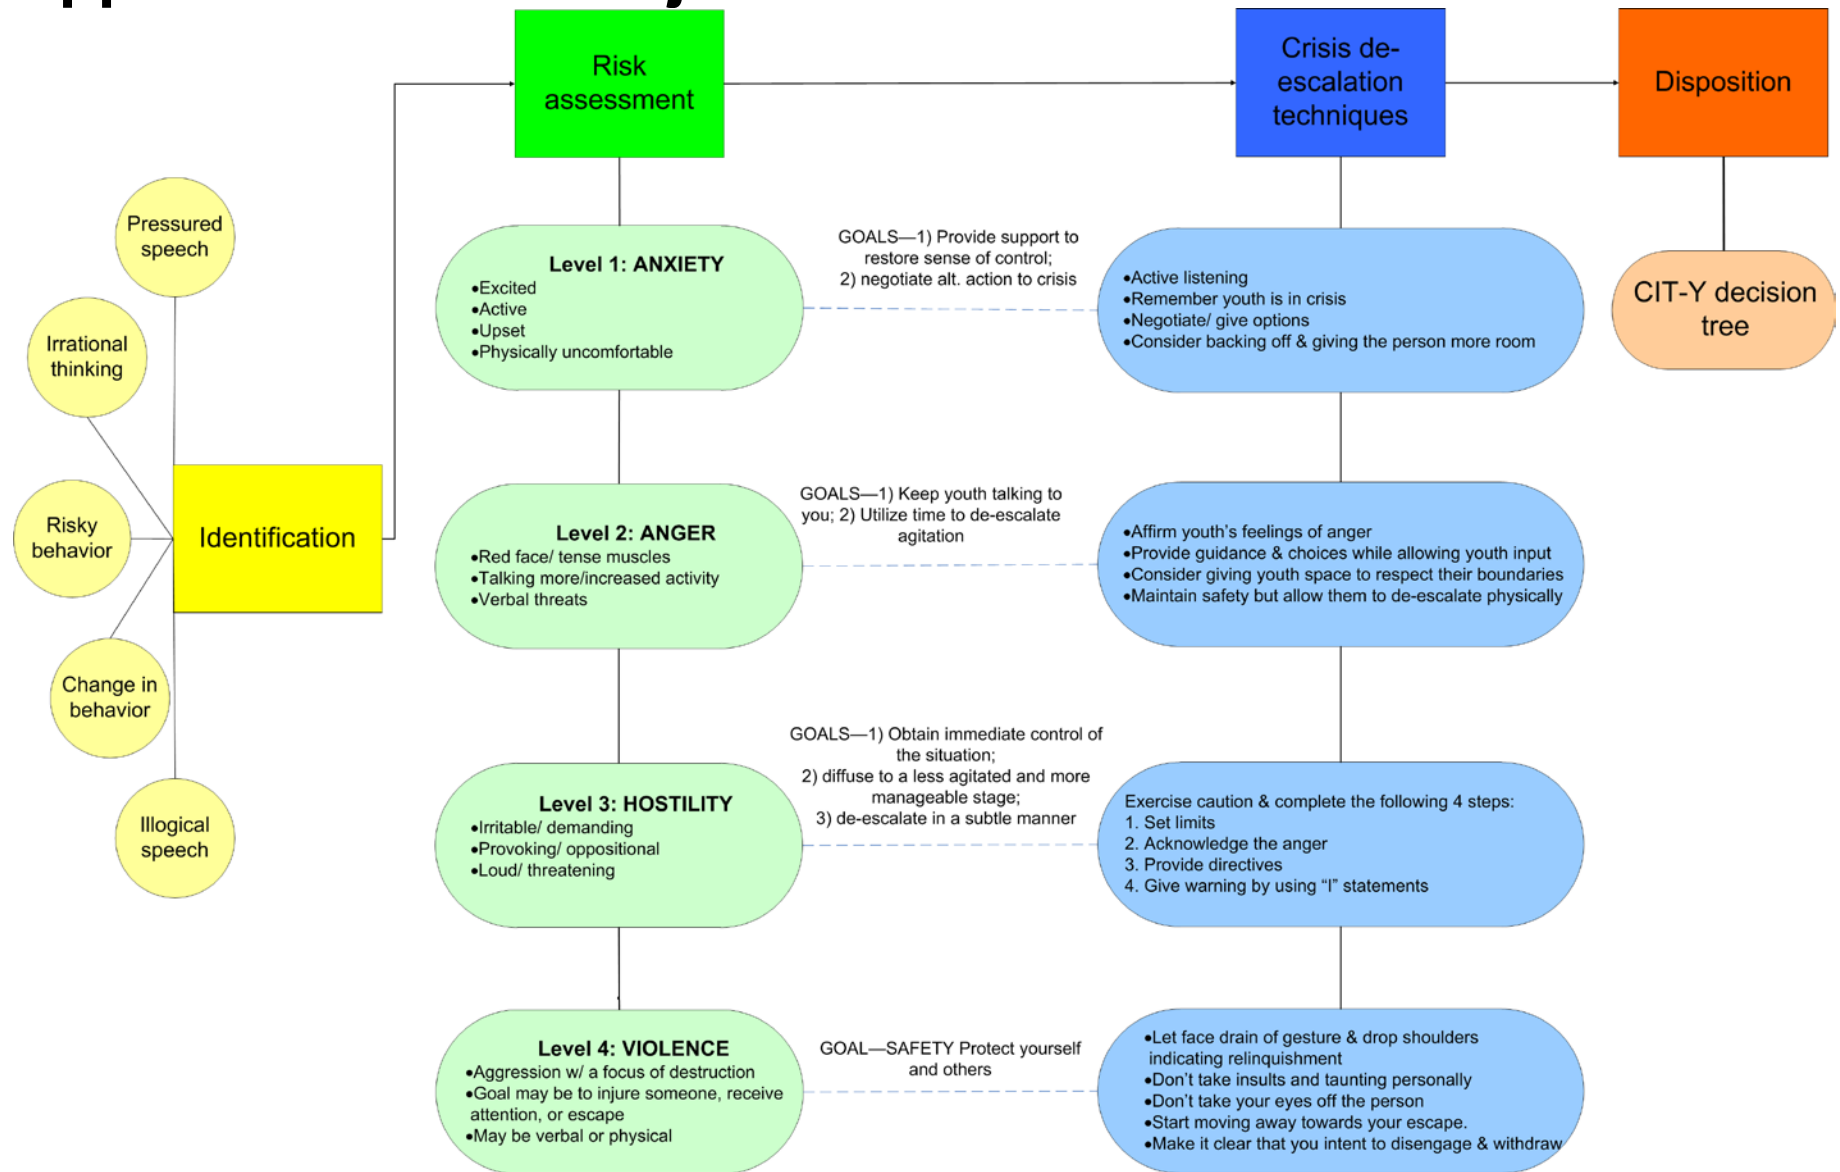 Risk
assessment
Crisis de-
escalation
techniques
Disposition
Pressured
speech
Irrational
thinking
Risky
behavior
Change in
behavior
Illogical
speech
Identification
Level 1: ANXIETY
•Excited
•Active
•Upset
•Physically uncomfortable
GOALS—1) Provide support to
restore sense of control;
2) negotiate alt. action to crisis
•Active listening
•Remember youth is in crisis
•Negotiate/ give options
•Consider backing off & giving the person more room
CIT-Y decision
tree
Level 2: ANGER
•Red face/ tense muscles
•Talking more/increased activity
•Verbal threats
GOALS—1) Keep youth talking to
you; 2) Utilize time to de-escalate
agitation
•Affirm youth's feelings of anger
•Provide guidance & choices while allowing youth input
•Consider giving youth space to respect their boundaries
•Maintain safety but allow them to de-escalate physically
Level 3: HOSTILITY
•Irritable/ demanding
•Provoking/ oppositional
•Loud/ threatening
GOALS—1) Obtain immediate control of
the situation;
2) diffuse to a less agitated and more
manageable stage;
3) de-escalate in a subtle manner
Exercise caution & complete the following 4 steps:
1. Set limits
2. Acknowledge the anger
3. Provide directives
4. Give warning by using “I” statements
Level 4: VIOLENCE
•Aggression w/ a focus of destruction
•Goal may be to injure someone, receive
attention, or escape
•May be verbal or physical
GOAL—SAFETY Protect yourself
and others
•Let face drain of gesture & drop shoulders
indicating relinquishment
•Don't take insults and taunting personally
•Don't take your eyes off the person
•Start moving away towards your escape.
•Make it clear that you intent to disengage & withdraw